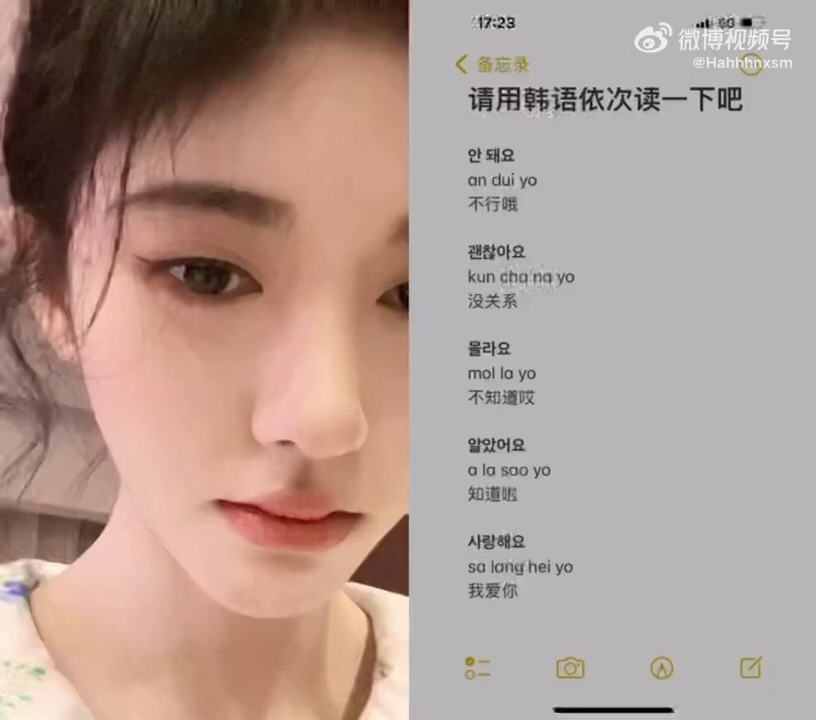 17:23
微博视频号
@Hahhhnxsm
备忘录
请用韩语依次读一下吧
안 돼요
an dui yo
不行哦
괜찮아요
kun cha na yo
没关系
몰라요
mol la yo
不知道哎
알았어요
a la sao yo
知道啦
사랑해요
sa lang hei yo
我爱你